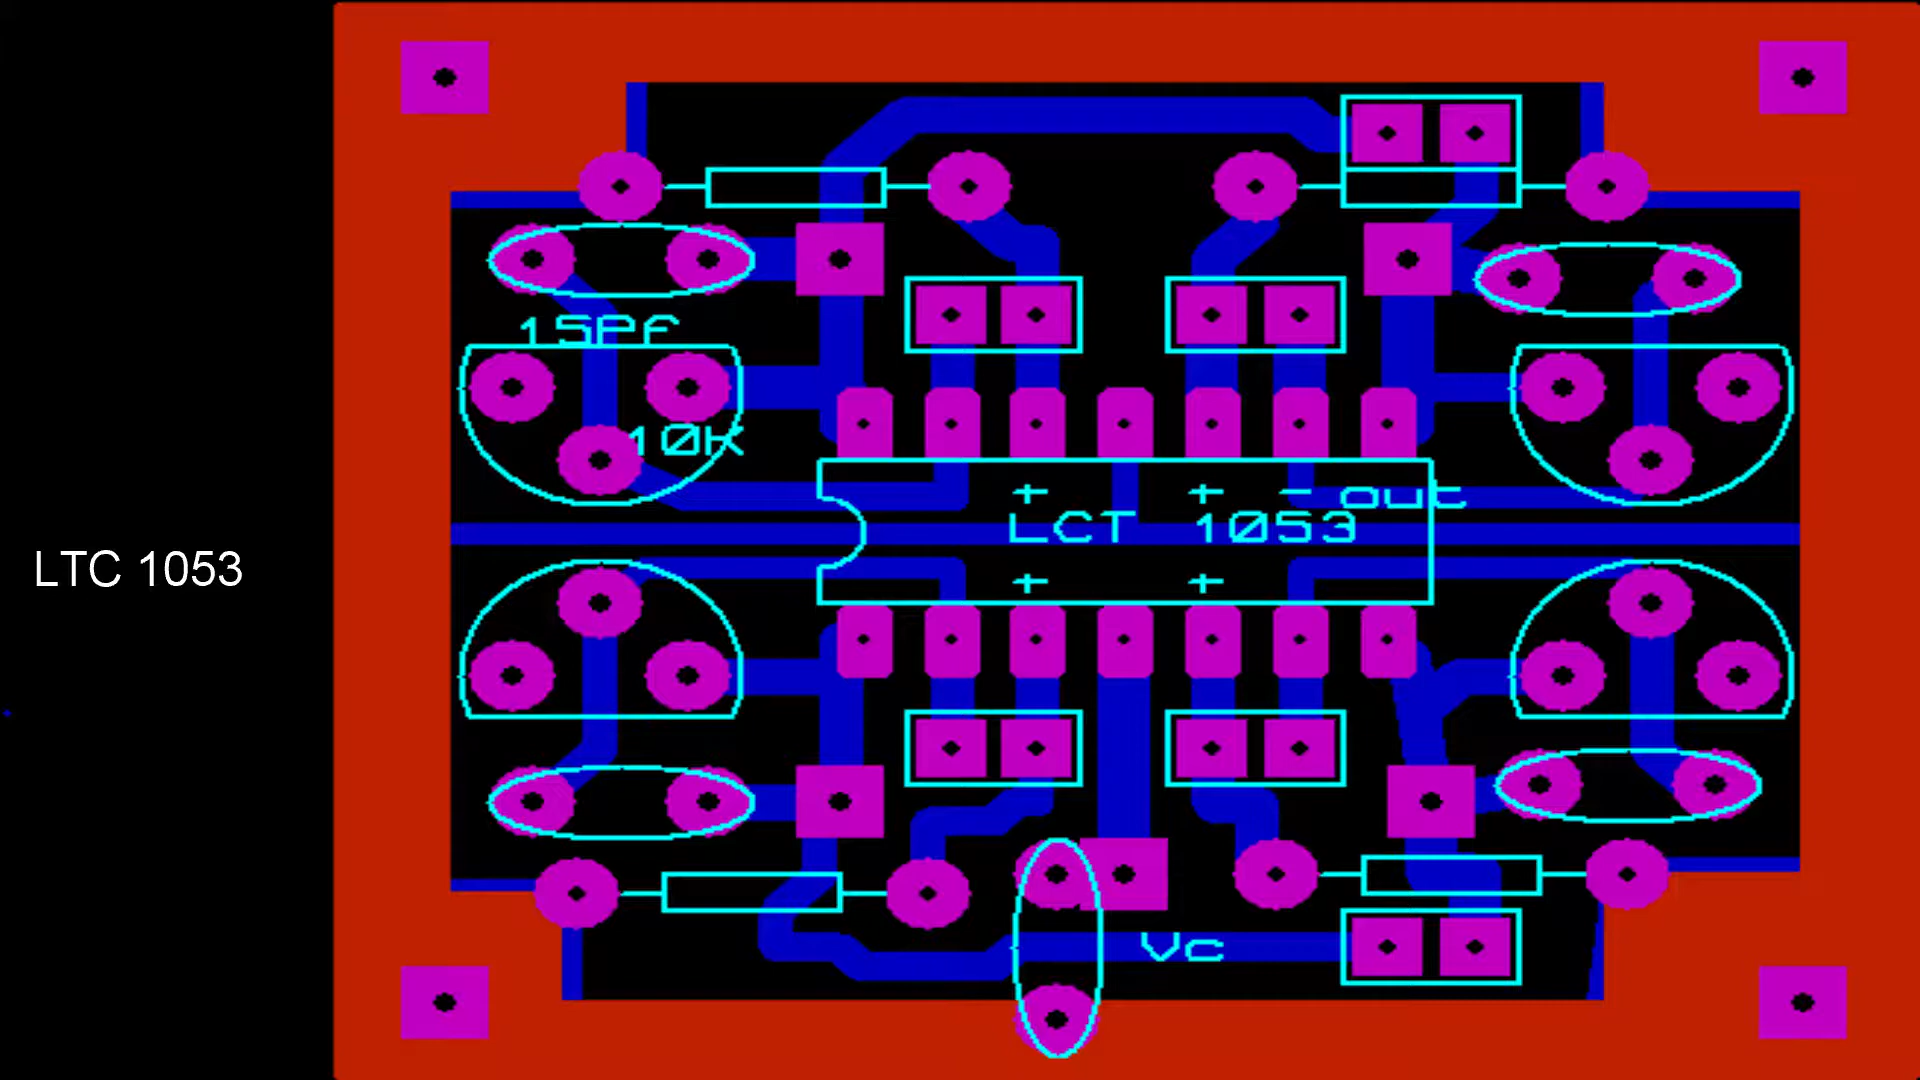 15Pf
10K
+ + - out
LCT 1053
LTC 1053
+ +
Vc